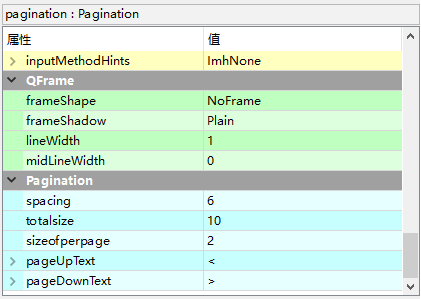 pagination : Pagination
属性 值
inputMethodHints ImhNone
QFrame
frameShape NoFrame
frameShadow Plain
lineWidth 1
midLineWidth 0
Pagination
spacing 6
totalsize 10
sizeofperpage 2
pageUpText <
pageDownText >